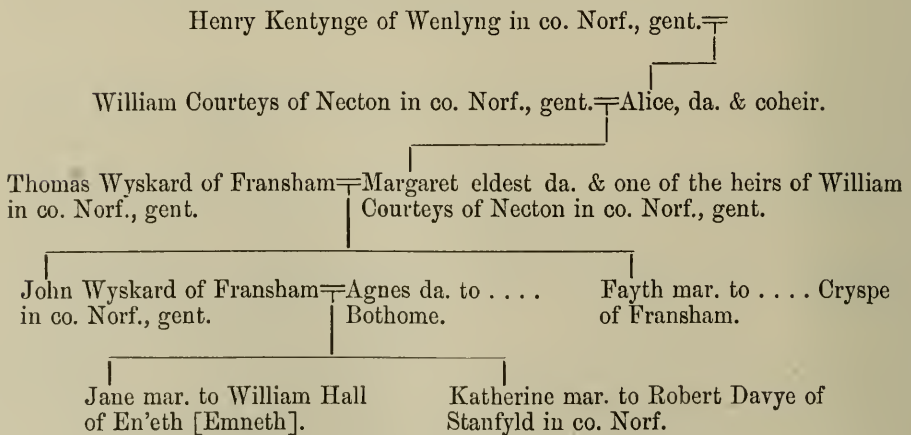 Henry Kentynge of Wenlyng in co. Norf., gent.
William Courteys of Necton in co. Norf., gent. Alice, da. & coheir.
Thomas Wyskard of Fransham
in co. Norf., gent.
Margaret eldest da. & one of the heirs of William
Courteys of Necton in co. Norf., gent.
John Wyskard of Fransham
in co. Norf., gent.
Agnes da. to . . . .
Bothome.
Fayth mar. to . . . . Cryspe
of Fransham.
Jane mar. to William Hall
of En'eth [Emneth].
Katherine mar. to Robert Davye of
Stanfyld in co. Norf.